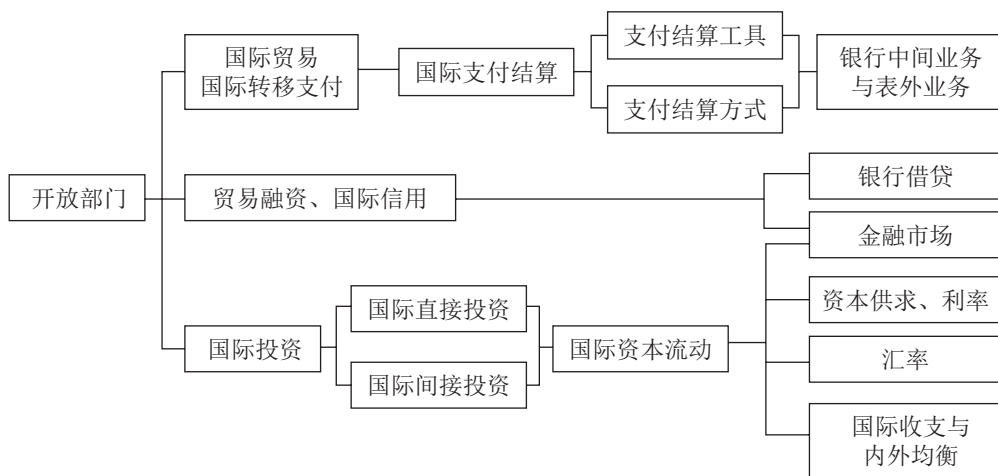 开放部门
国际贸易
国际转移支付
国际支付结算
支付结算工具
支付结算方式
银行中间业务
与表外业务
贸易融资、国际信用
银行借贷
金融市场
国际投资
国际直接投资
国际间接投资
国际资本流动
资本供求、利率
汇率
国际收支与
内外均衡